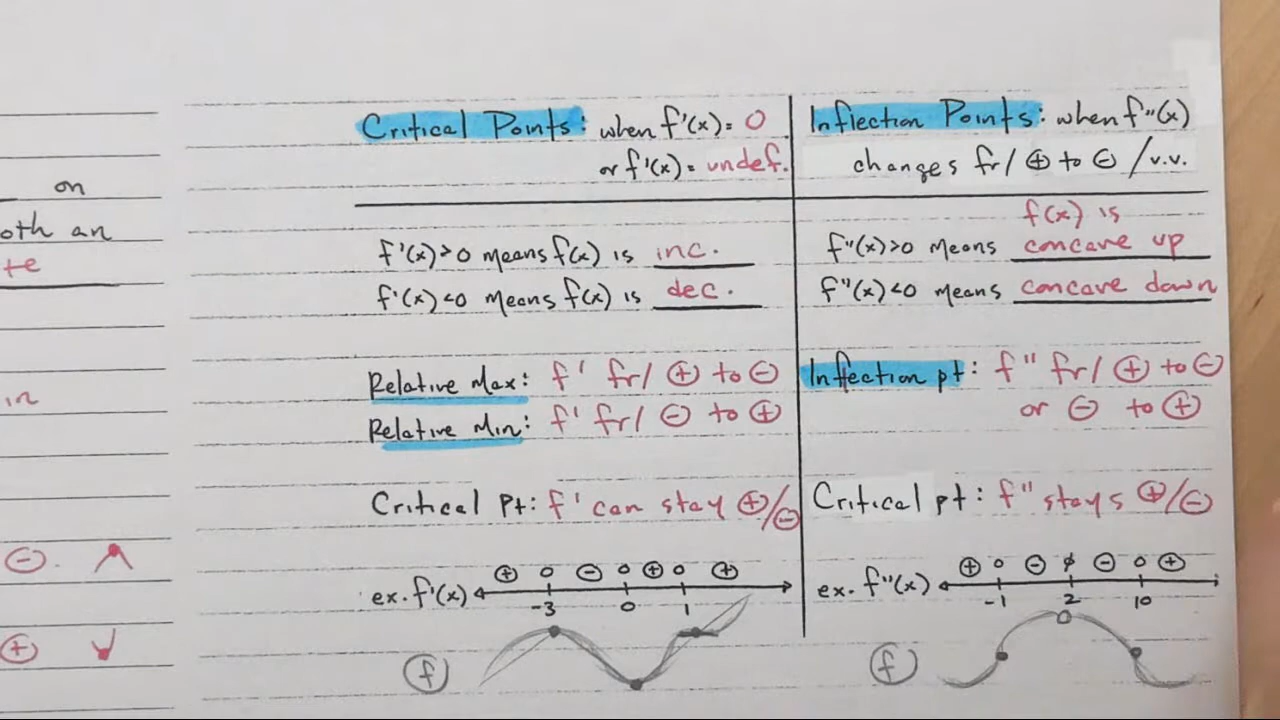 on
oth an
te
in
⊖.
⊕
Critical Points: when f'(x)= 0
or f'(x)= undef.
f'(x)>0 means f(x) is inc.
f'(x)<0 means f(x) is dec.
Relative Max: f' fr/ ⊕ to ⊖
Relative Min: f' fr/ ⊖ to ⊕
Critical Pt: f' can stay ⊕/⊖
⊕ 0 ⊖ 0 ⊕ 0 ⊕
ex. f'(x)
-3 0 1
f
Inflection Points: when f"(x)
changes fr/ ⊕ to ⊖ /v.v.
f(x) is
f"(x)>0 means concave up
f"(x)<0 means concave down
Inflection pt: f" fr/ ⊕ to ⊖
or ⊖ to ⊕
Critical pt: f" stays ⊕/⊖
⊕ 0 ⊖ ∅ ⊖ 0 ⊕
ex. f"(x)
-1 2 10
f